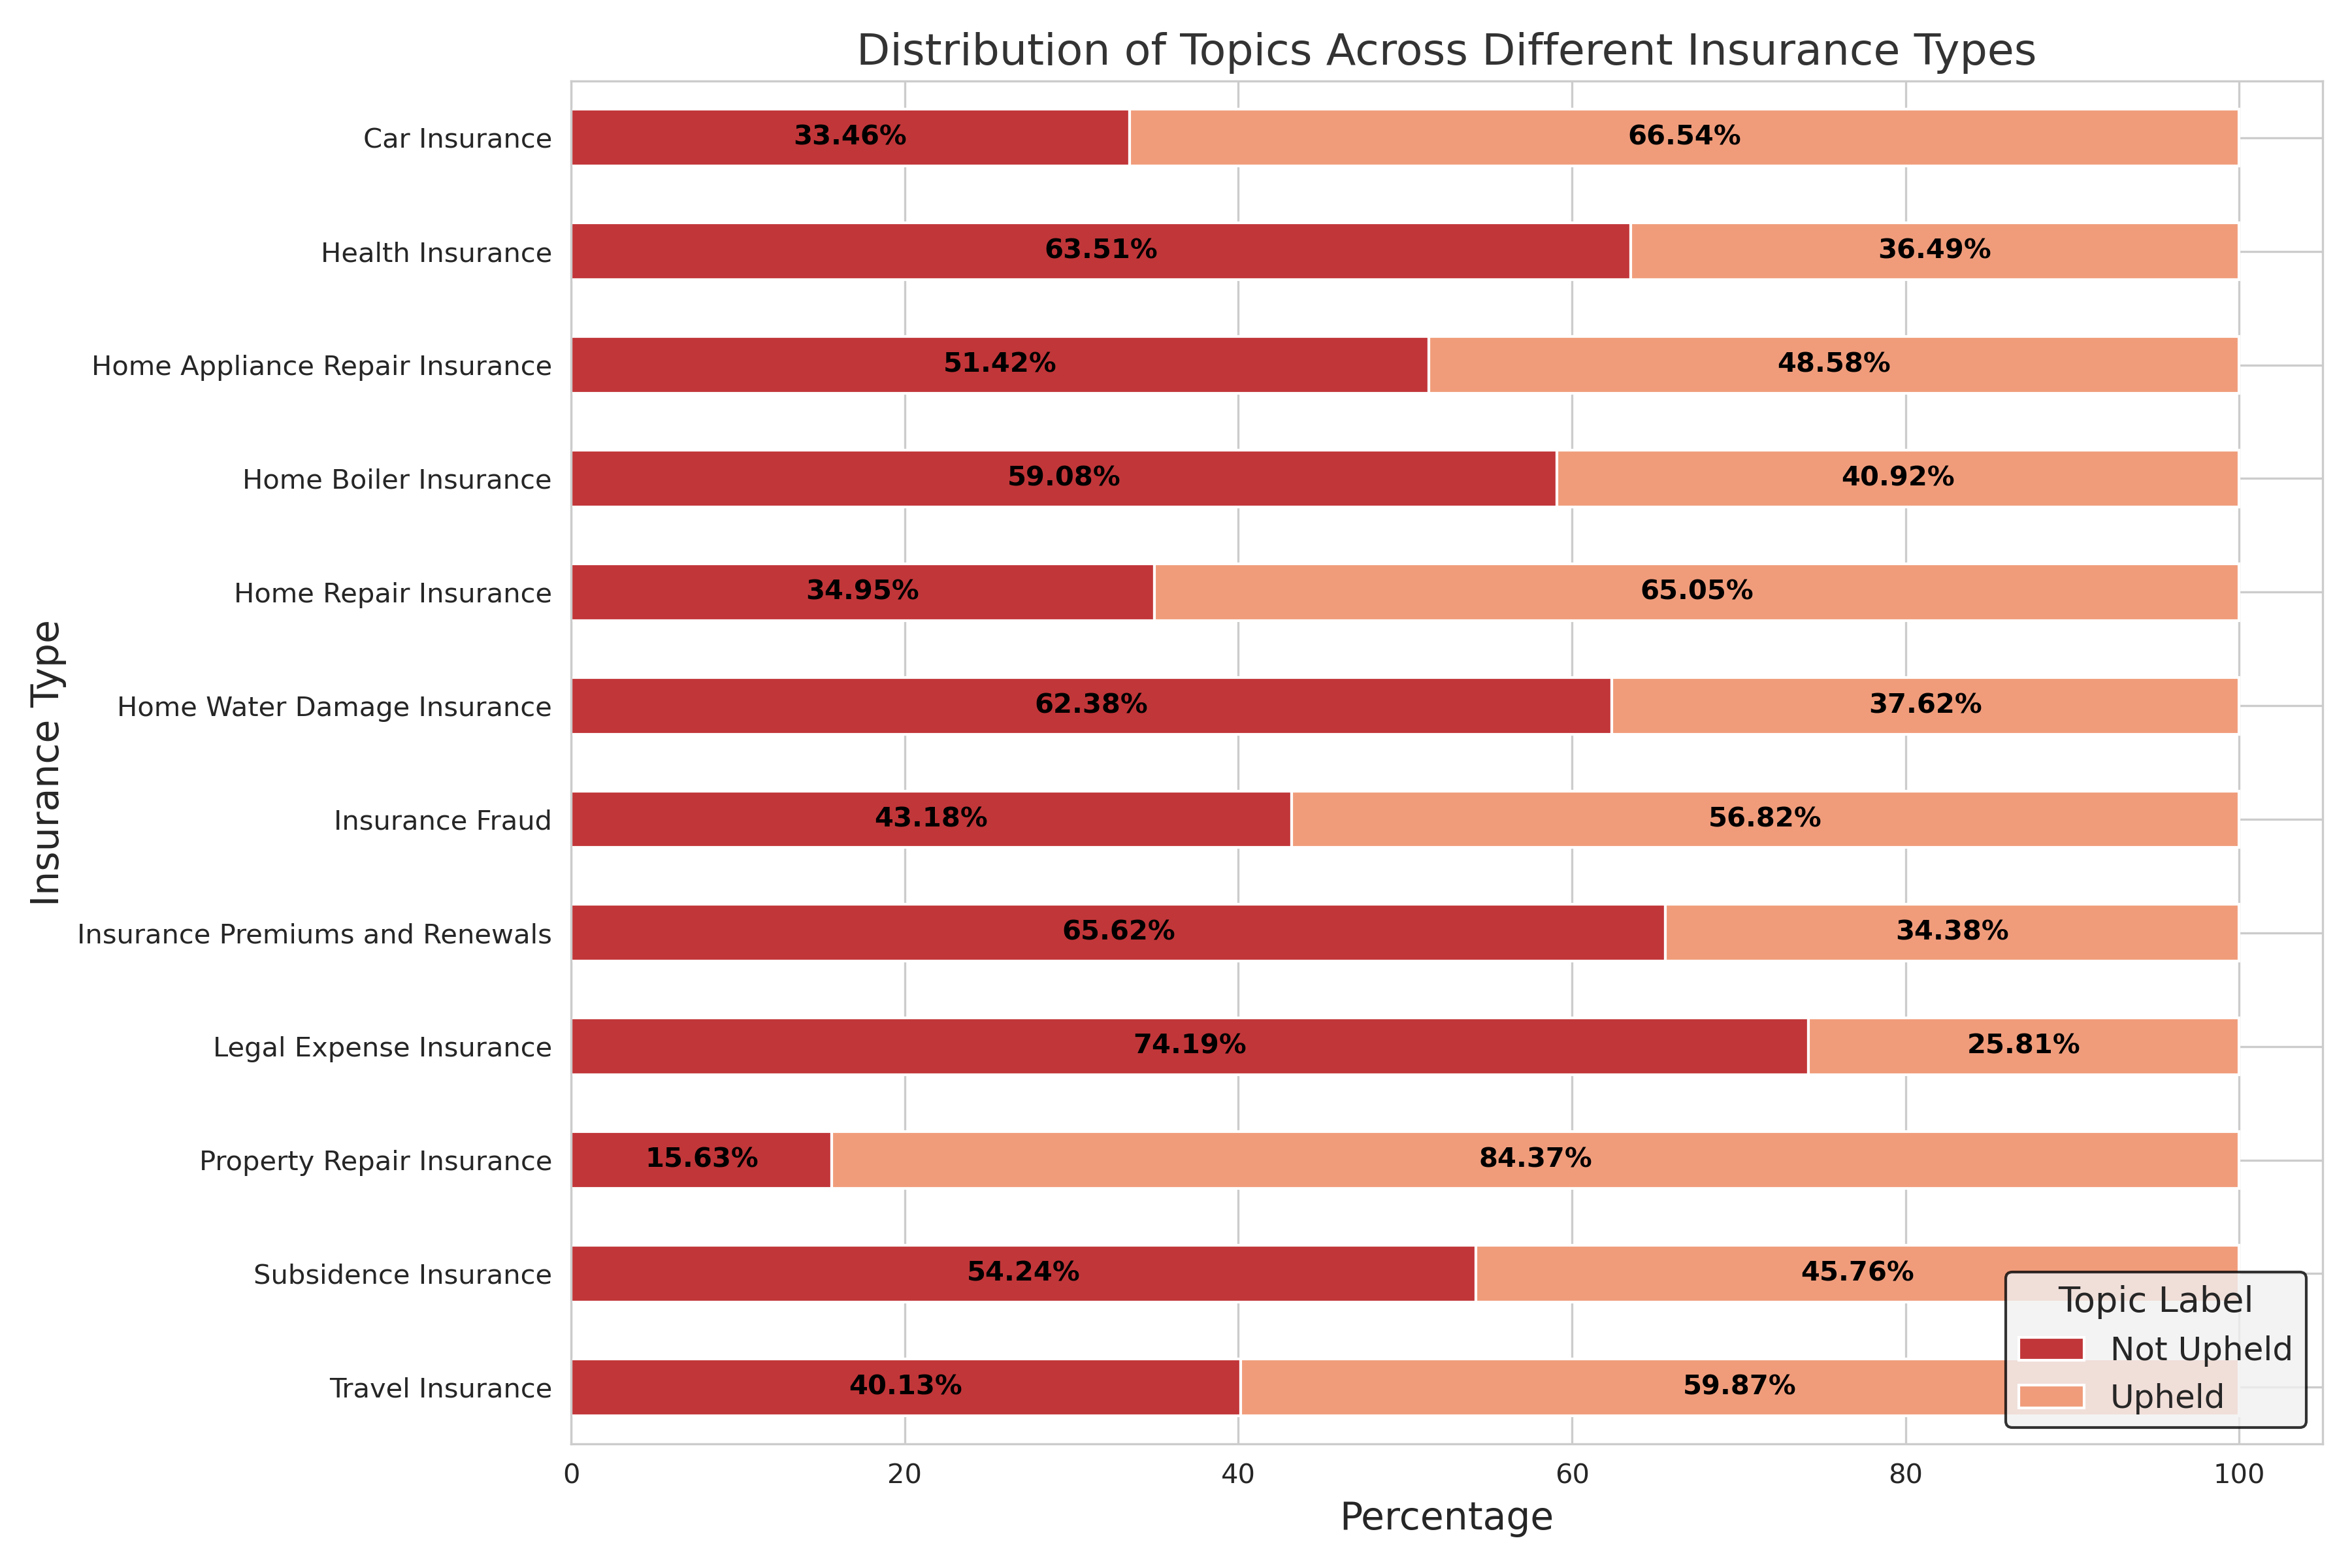 Distribution of Topics Across Different Insurance Types
Insurance Type
Car Insurance 33.46% 66.54%
Health Insurance 63.51% 36.49%
Home Appliance Repair Insurance 51.42% 48.58%
Home Boiler Insurance 59.08% 40.92%
Home Repair Insurance 34.95% 65.05%
Home Water Damage Insurance 62.38% 37.62%
Insurance Fraud 43.18% 56.82%
Insurance Premiums and Renewals 65.62% 34.38%
Legal Expense Insurance 74.19% 25.81%
Property Repair Insurance 15.63% 84.37%
Subsidence Insurance 54.24% 45.76%
Travel Insurance 40.13% 59.87%
Topic Label
Not Upheld
Upheld
0 20 40 60 80 100
Percentage